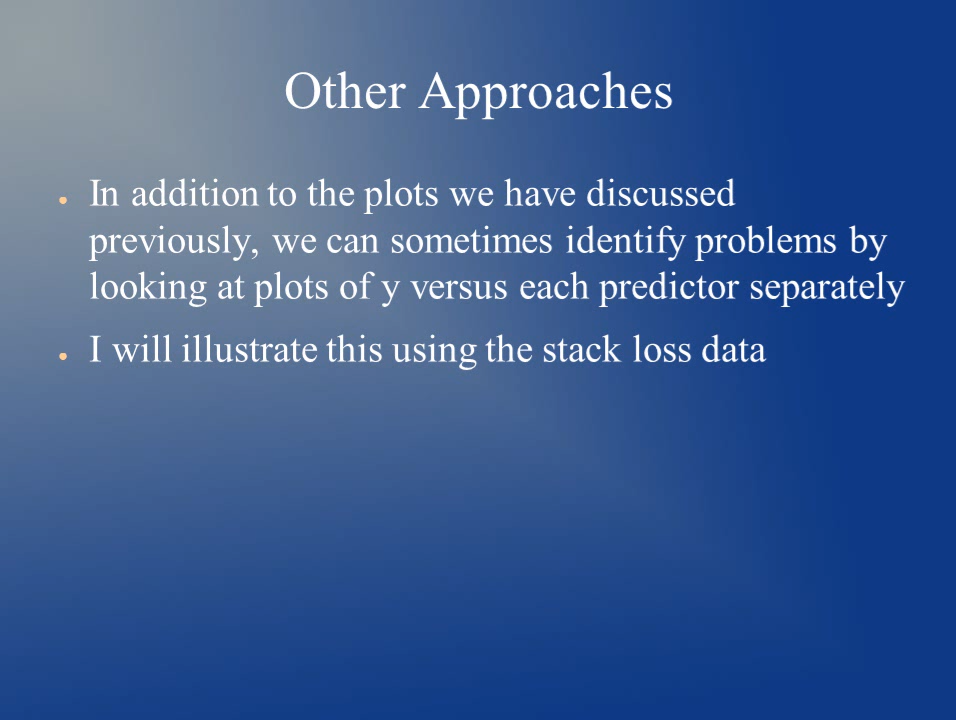 Other Approaches
● In addition to the plots we have discussed
previously, we can sometimes identify problems by
looking at plots of y versus each predictor separately
● I will illustrate this using the stack loss data